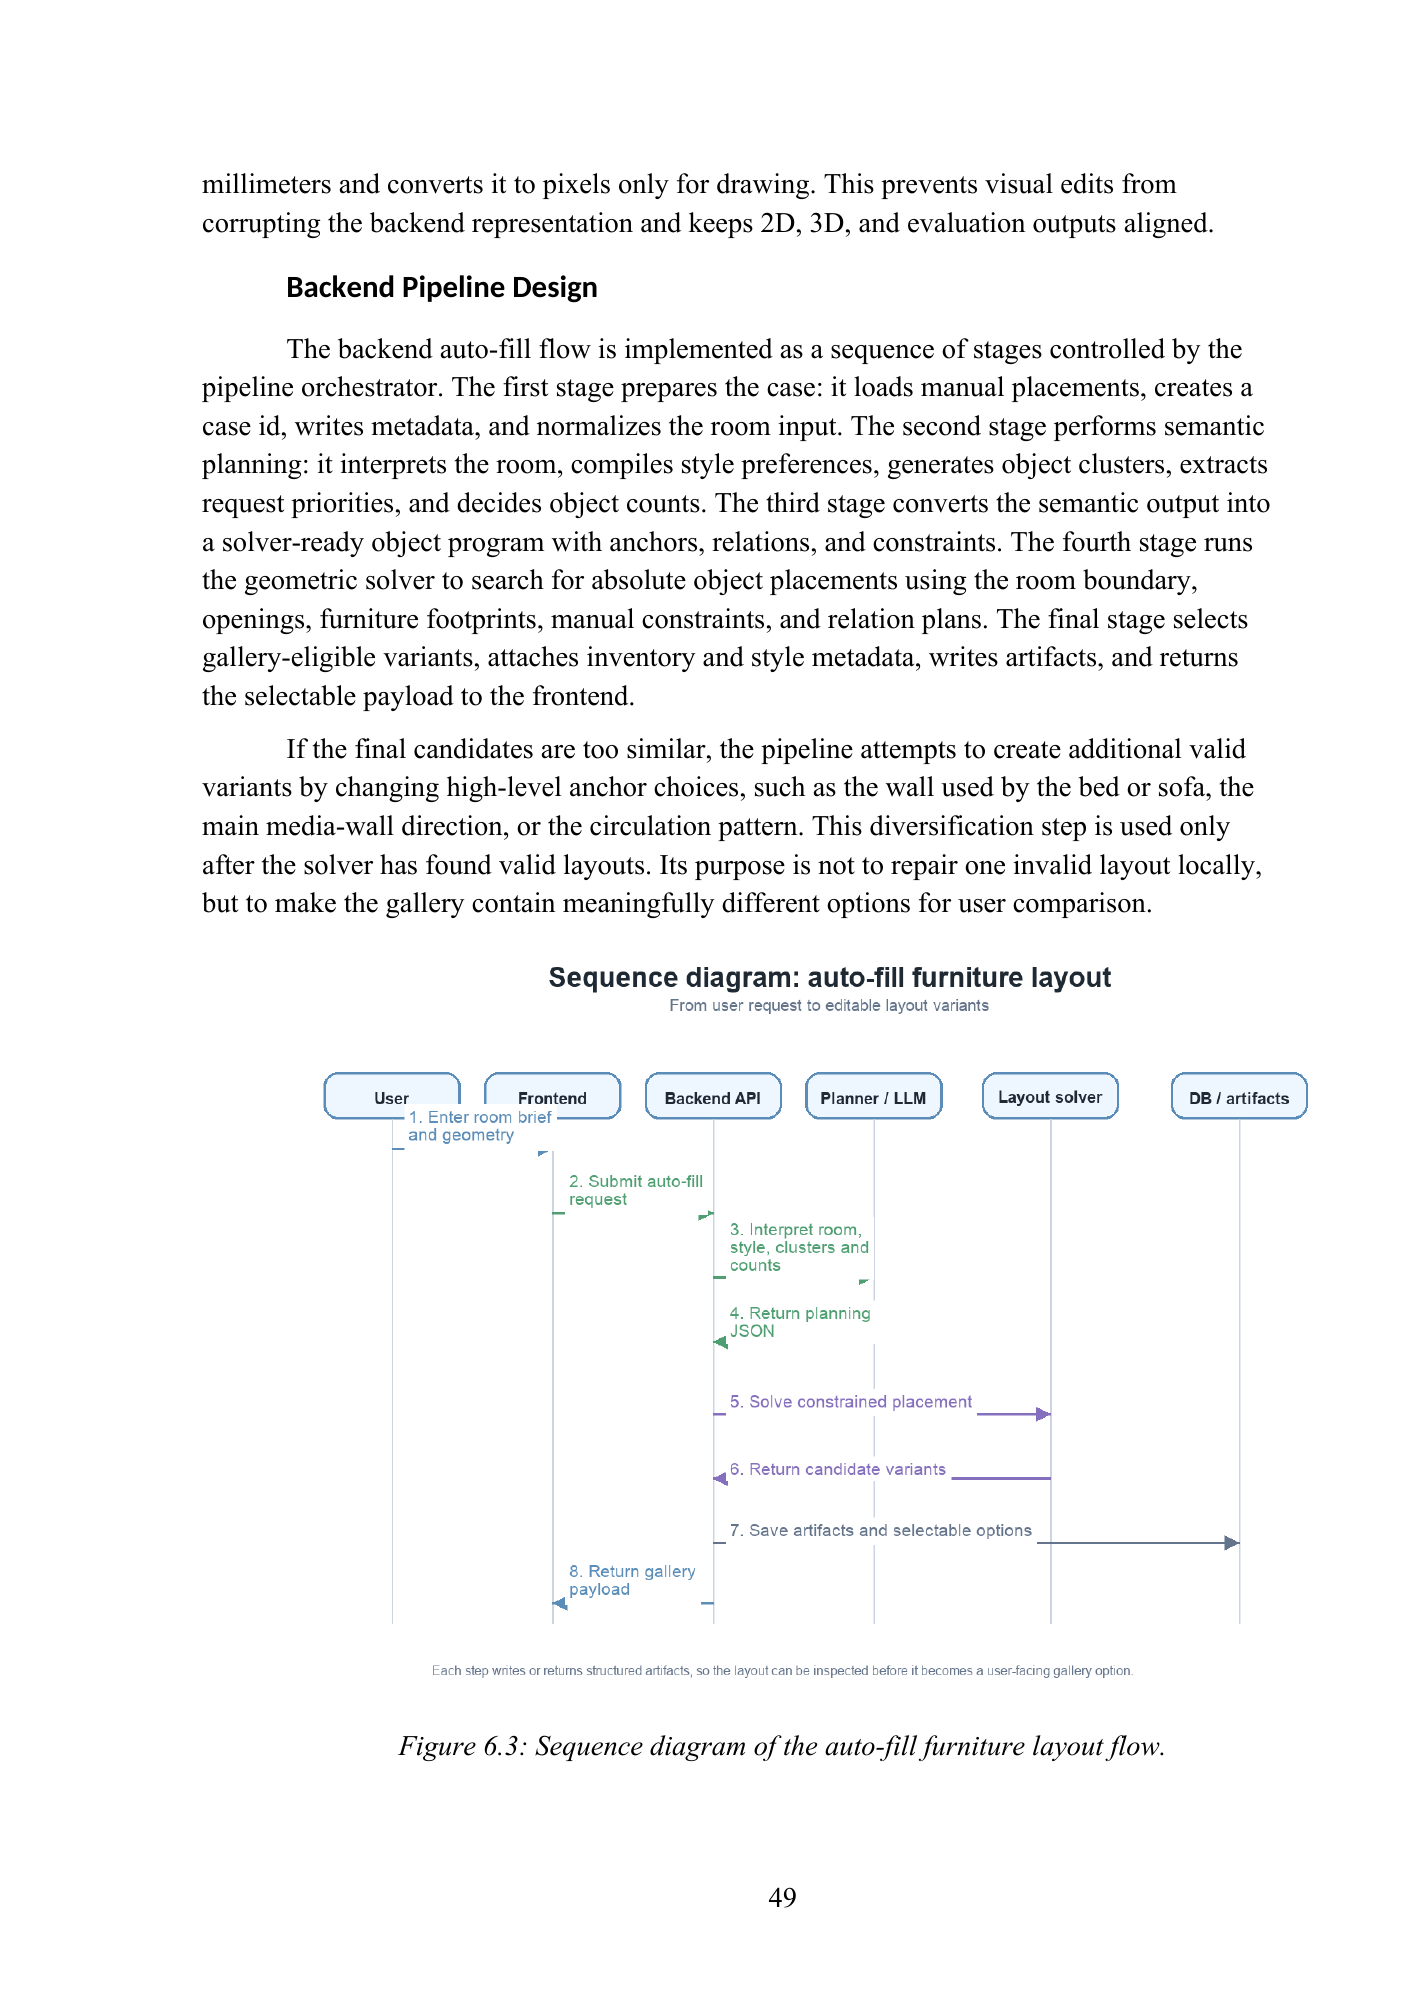 millimeters and converts it to pixels only for drawing. This prevents visual edits from
corrupting the backend representation and keeps 2D, 3D, and evaluation outputs aligned.
Backend Pipeline Design
The backend auto-fill flow is implemented as a sequence of stages controlled by the
pipeline orchestrator. The first stage prepares the case: it loads manual placements, creates a
case id, writes metadata, and normalizes the room input. The second stage performs semantic
planning: it interprets the room, compiles style preferences, generates object clusters, extracts
request priorities, and decides object counts. The third stage converts the semantic output into
a solver-ready object program with anchors, relations, and constraints. The fourth stage runs
the geometric solver to search for absolute object placements using the room boundary,
openings, furniture footprints, manual constraints, and relation plans. The final stage selects
gallery-eligible variants, attaches inventory and style metadata, writes artifacts, and returns
the selectable payload to the frontend.
If the final candidates are too similar, the pipeline attempts to create additional valid
variants by changing high-level anchor choices, such as the wall used by the bed or sofa, the
main media-wall direction, or the circulation pattern. This diversification step is used only
after the solver has found valid layouts. Its purpose is not to repair one invalid layout locally,
but to make the gallery contain meaningfully different options for user comparison.
Sequence diagram: auto-fill furniture layout
From user request to editable layout variants
User
Frontend
Backend API
Planner / LLM
Layout solver
DB / artifacts
1. Enter room brief
and geometry
2. Submit auto-fill
request
3. Interpret room,
style, clusters and
counts
4. Return planning
JSON
5. Solve constrained placement
6. Return candidate variants
7. Save artifacts and selectable options
8. Return gallery
payload
Each step writes or returns structured artifacts, so the layout can be inspected before it becomes a user-facing gallery option.
Figure 6.3: Sequence diagram of the auto-fill furniture layout flow.
49